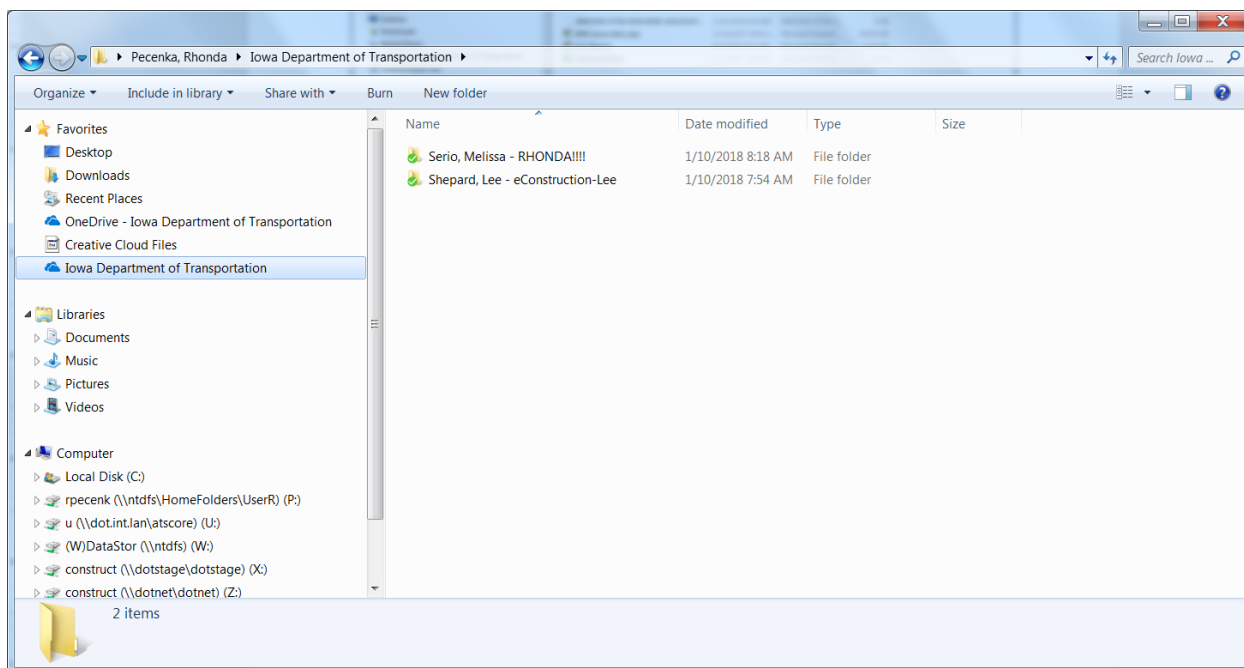 Pecenka, Rhonda Iowa Department of Transportation
Search Iowa ...
Organize Include in library Share with Burn New folder
Favorites
Desktop
Downloads
Recent Places
OneDrive - Iowa Department of Transportation
Creative Cloud Files
Iowa Department of Transportation
Libraries
Documents
Music
Pictures
Videos
Computer
Local Disk (C:)
rpecenk (\\ntdfs\HomeFolders\UserR) (P:)
u (\\dot.int.lan\atscore) (U:)
(W)DataStor (\\ntdfs) (W:)
construct (\\dotstage\dotstage) (X:)
construct (\\dotnet\dotnet) (Z:)
Name Date modified Type Size
Serio, Melissa - RHONDA!!!! 1/10/2018 8:18 AM File folder
Shepard, Lee - eConstruction-Lee 1/10/2018 7:54 AM File folder
2 items